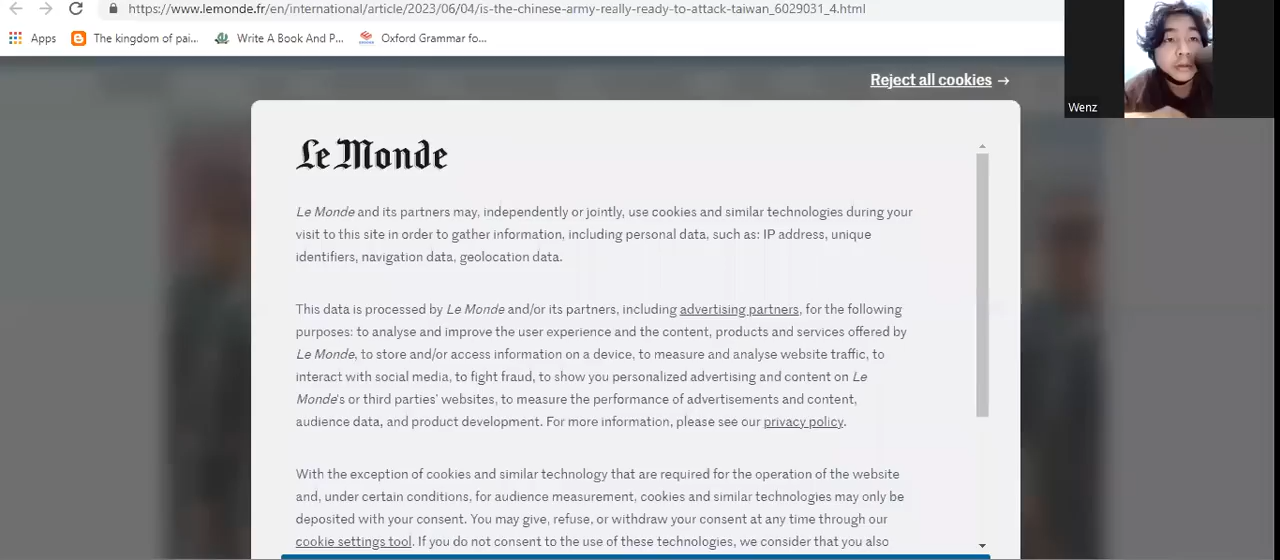 https://www.lemonde.fr/en/international/article/2023/06/04/is-the-chinese-army-really-ready-to-attack-taiwan_6029031_4.html
Apps
The kingdom of pai...
Write A Book And P...
Oxford Grammar fo...
Reject all cookies →
Wenz
Le Monde
Le Monde and its partners may, independently or jointly, use cookies and similar technologies during your
visit to this site in order to gather information, including personal data, such as: IP address, unique
identifiers, navigation data, geolocation data.
This data is processed by Le Monde and/or its partners, including advertising partners, for the following
purposes: to analyse and improve the user experience and the content, products and services offered by
Le Monde, to store and/or access information on a device, to measure and analyse website traffic, to
interact with social media, to fight fraud, to show you personalized advertising and content on Le
Monde's or third parties' websites, to measure the performance of advertisements and content,
audience data, and product development. For more information, please see our privacy policy.
With the exception of cookies and similar technology that are required for the operation of the website
and, under certain conditions, for audience measurement, cookies and similar technologies may only be
deposited with your consent. You may give, refuse, or withdraw your consent at any time through our
cookie settings tool. If you do not consent to the use of these technologies, we consider that you also